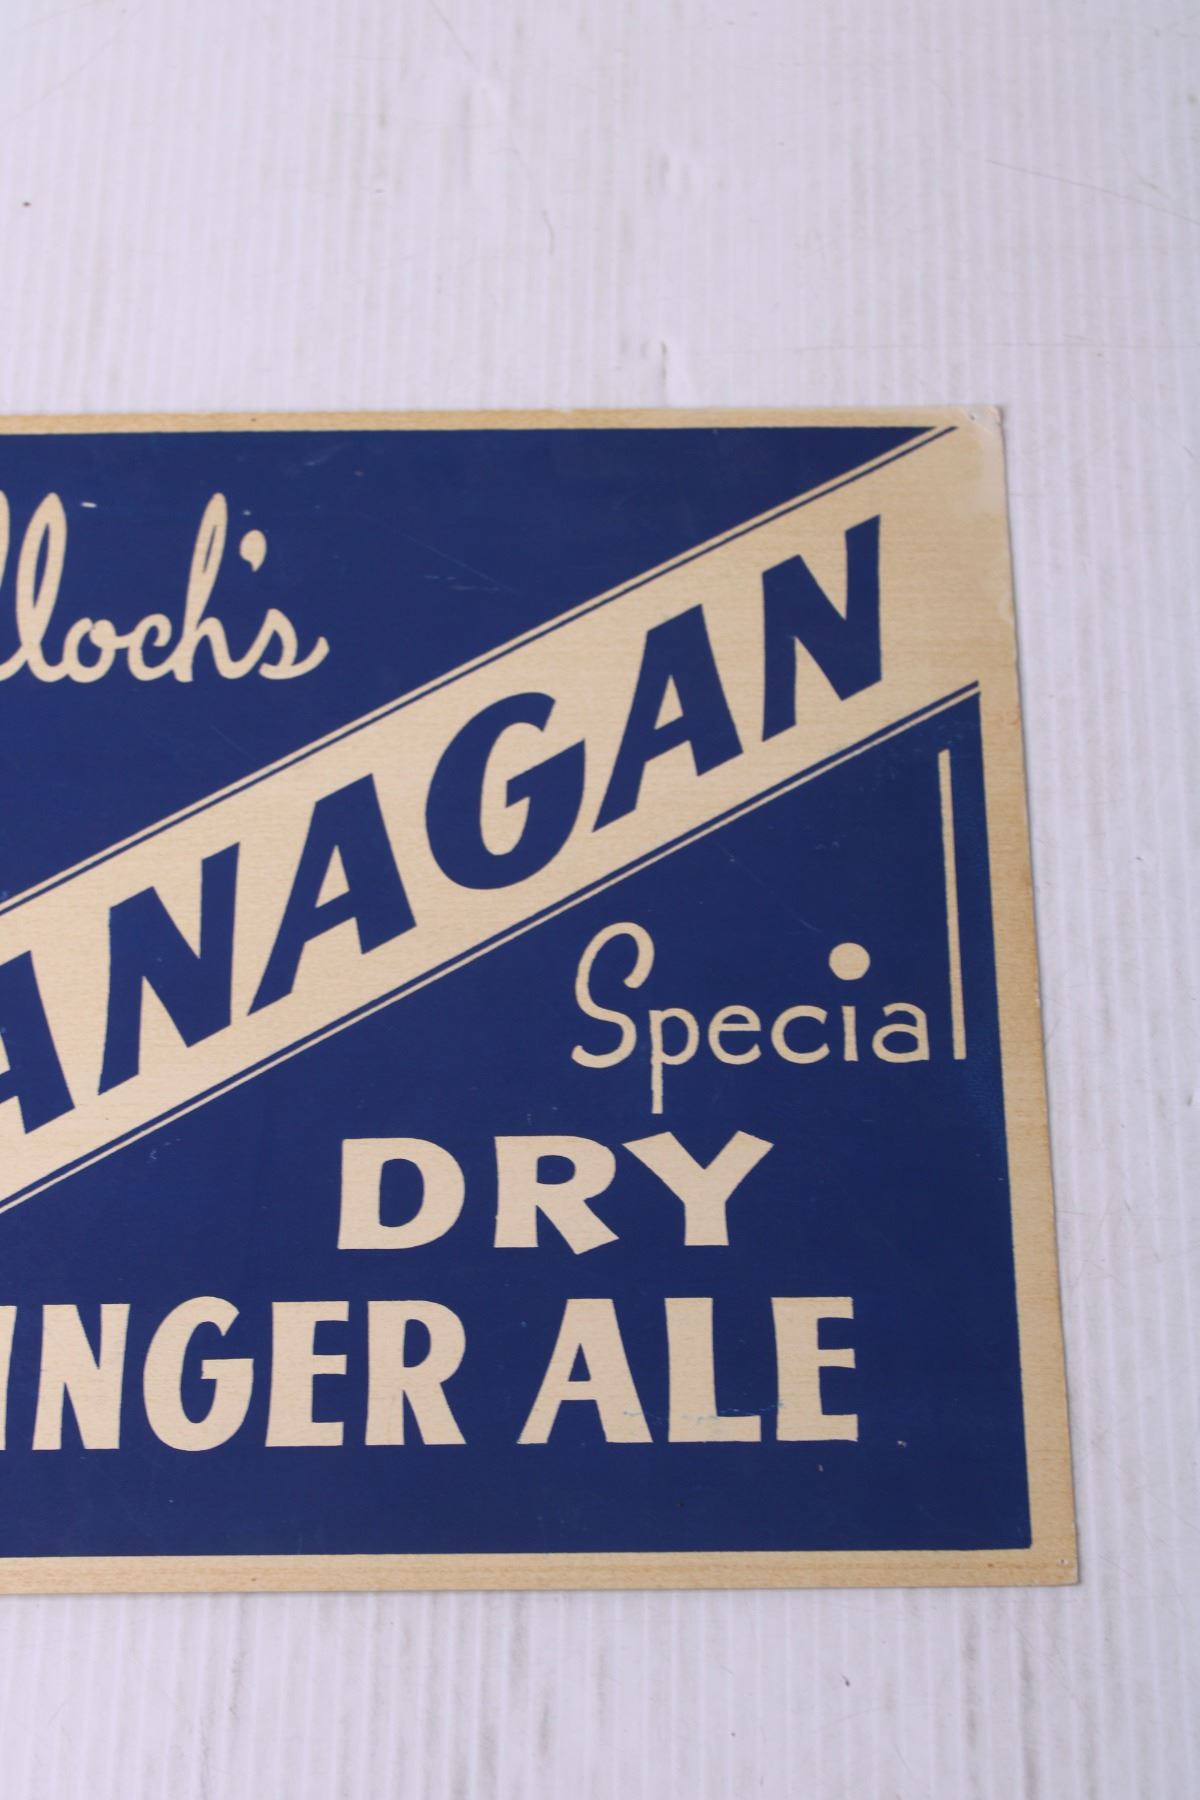 lloch's
ANAGAN
Special
DRY
INGER ALE